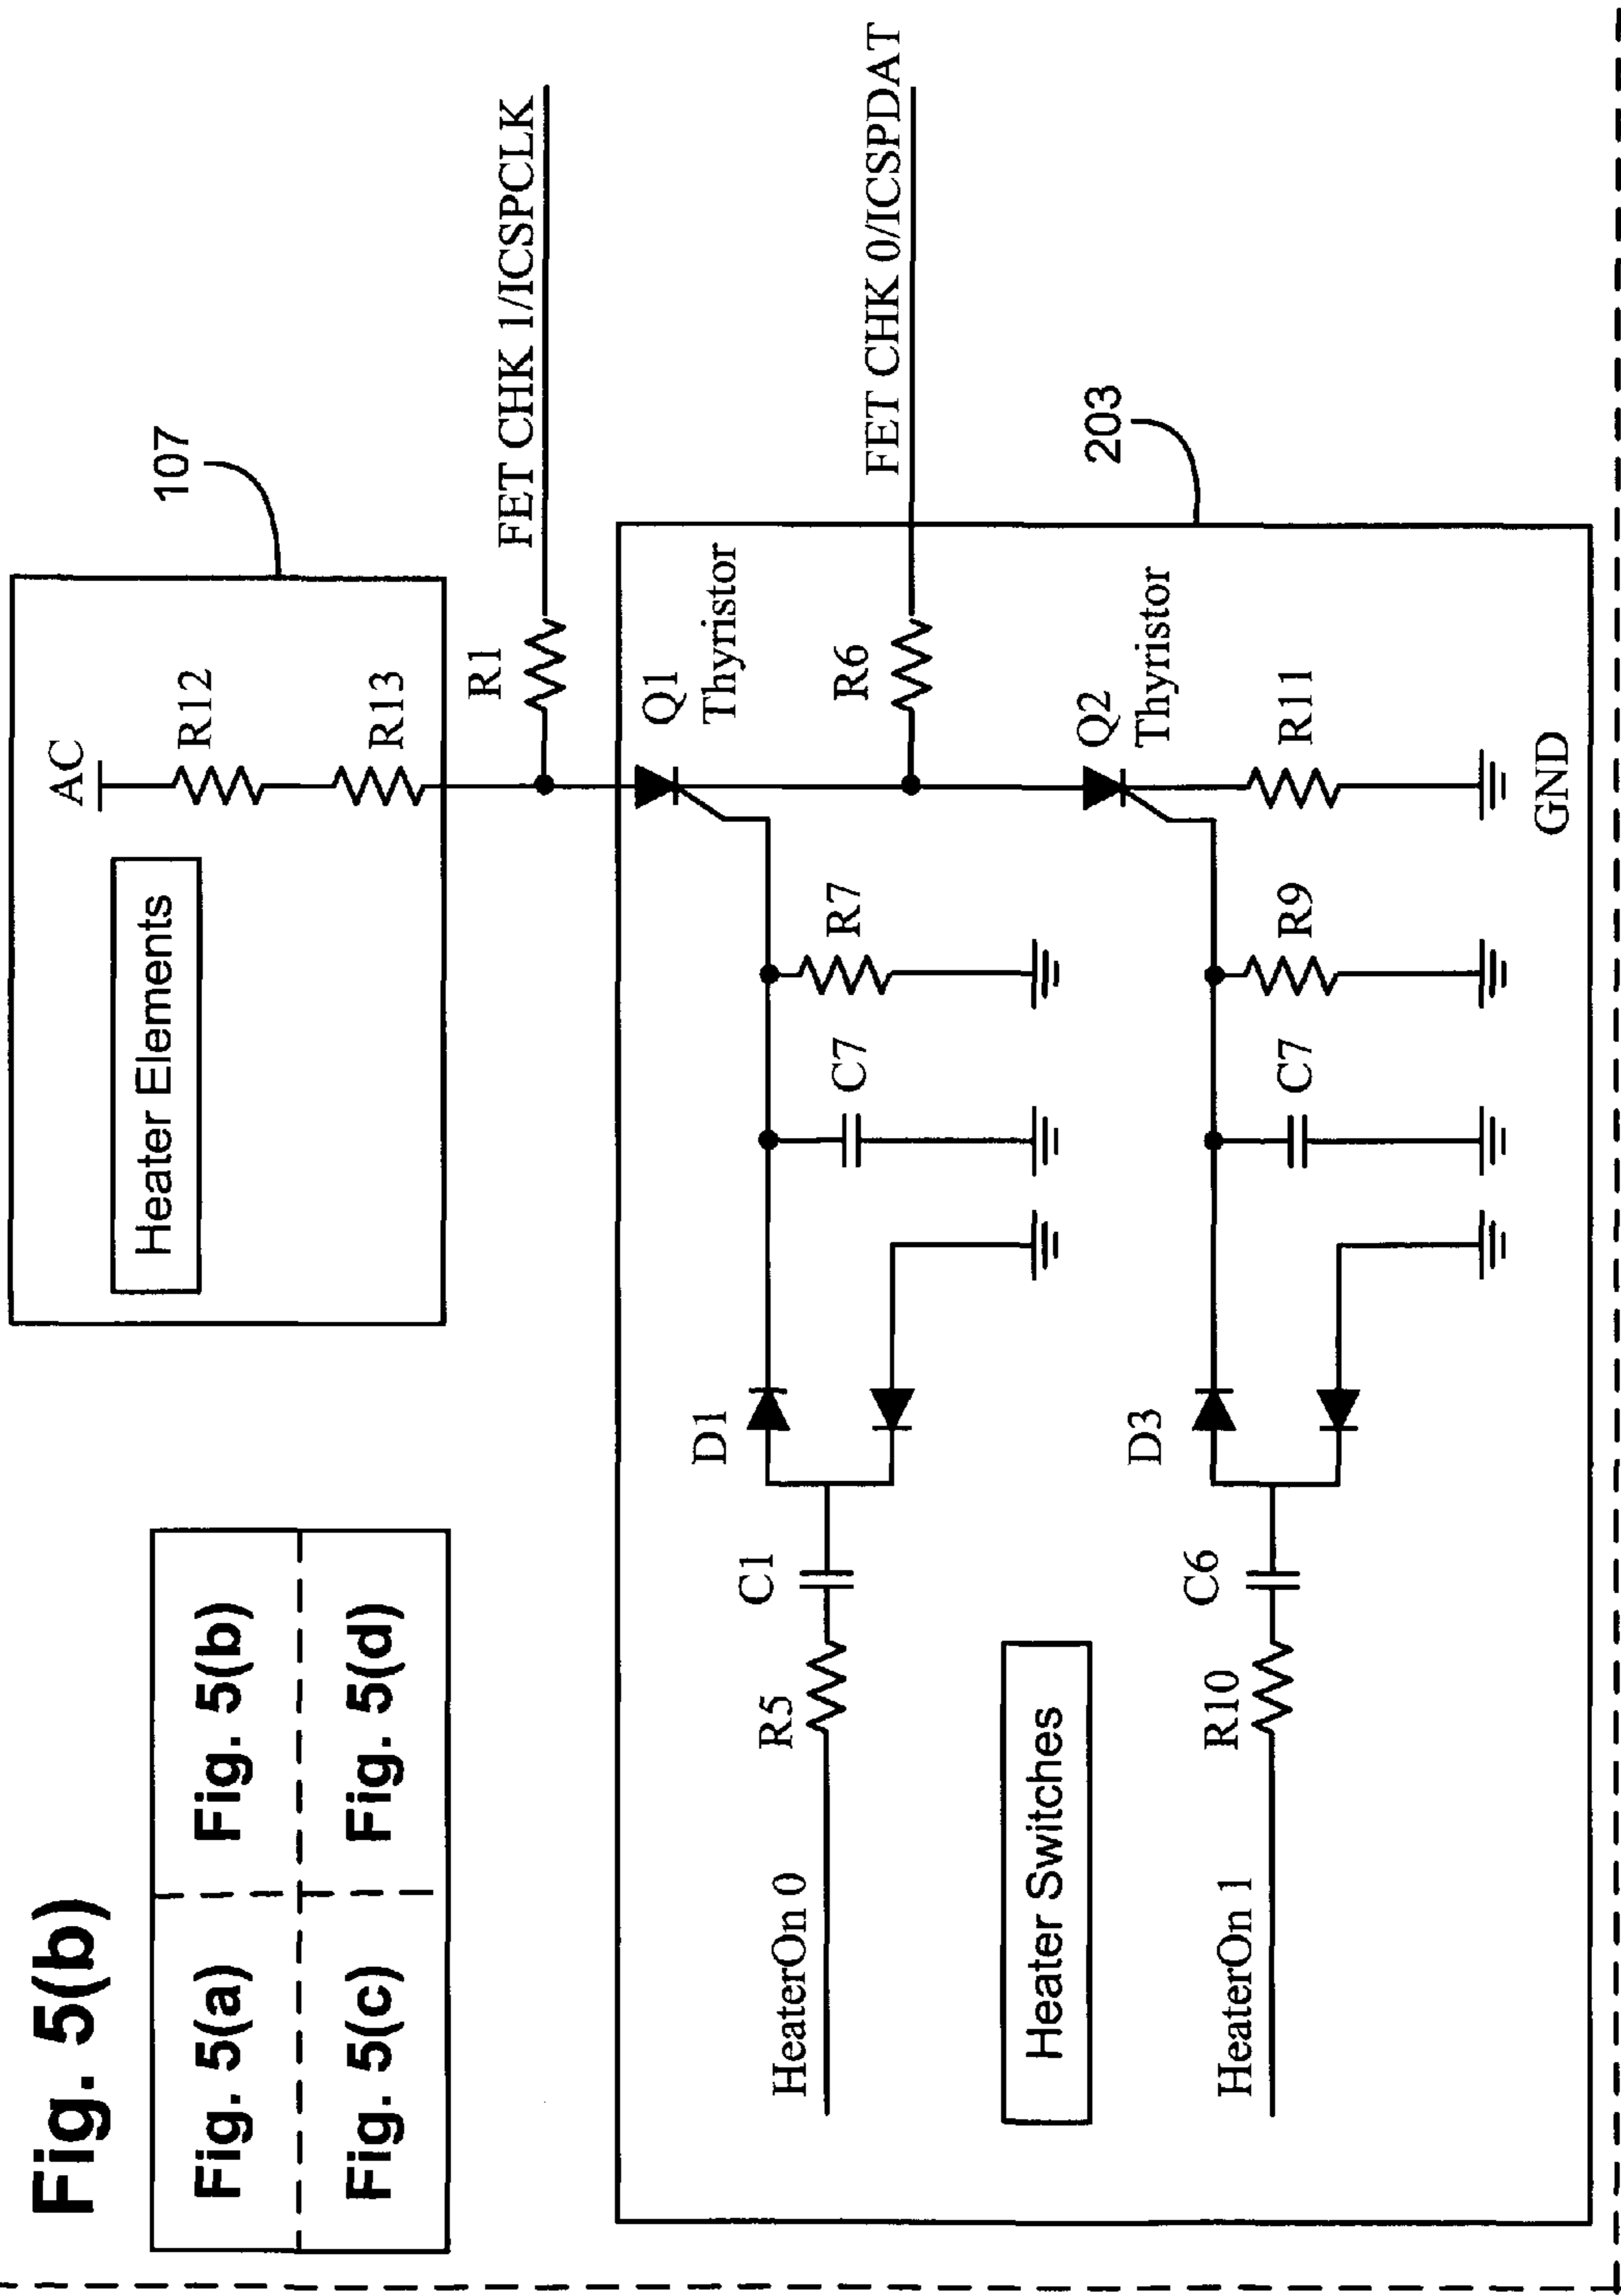 Fig. 5(b)
Fig. 5(a) Fig. 5(b)
Fig. 5(c) Fig. 5(d)
107
AC
Heater Elements
R12
R13
FET CHK 1/ICSPCLK
R1
Q1
Thyristor
D1
C1
R5
HeaterOn 0
C7
R7
R6
FET CHK 0/ICSPDAT
203
Heater Switches
Q2
Thyristor
D3
C6
R10
HeaterOn 1
C7
R9
R11
GND